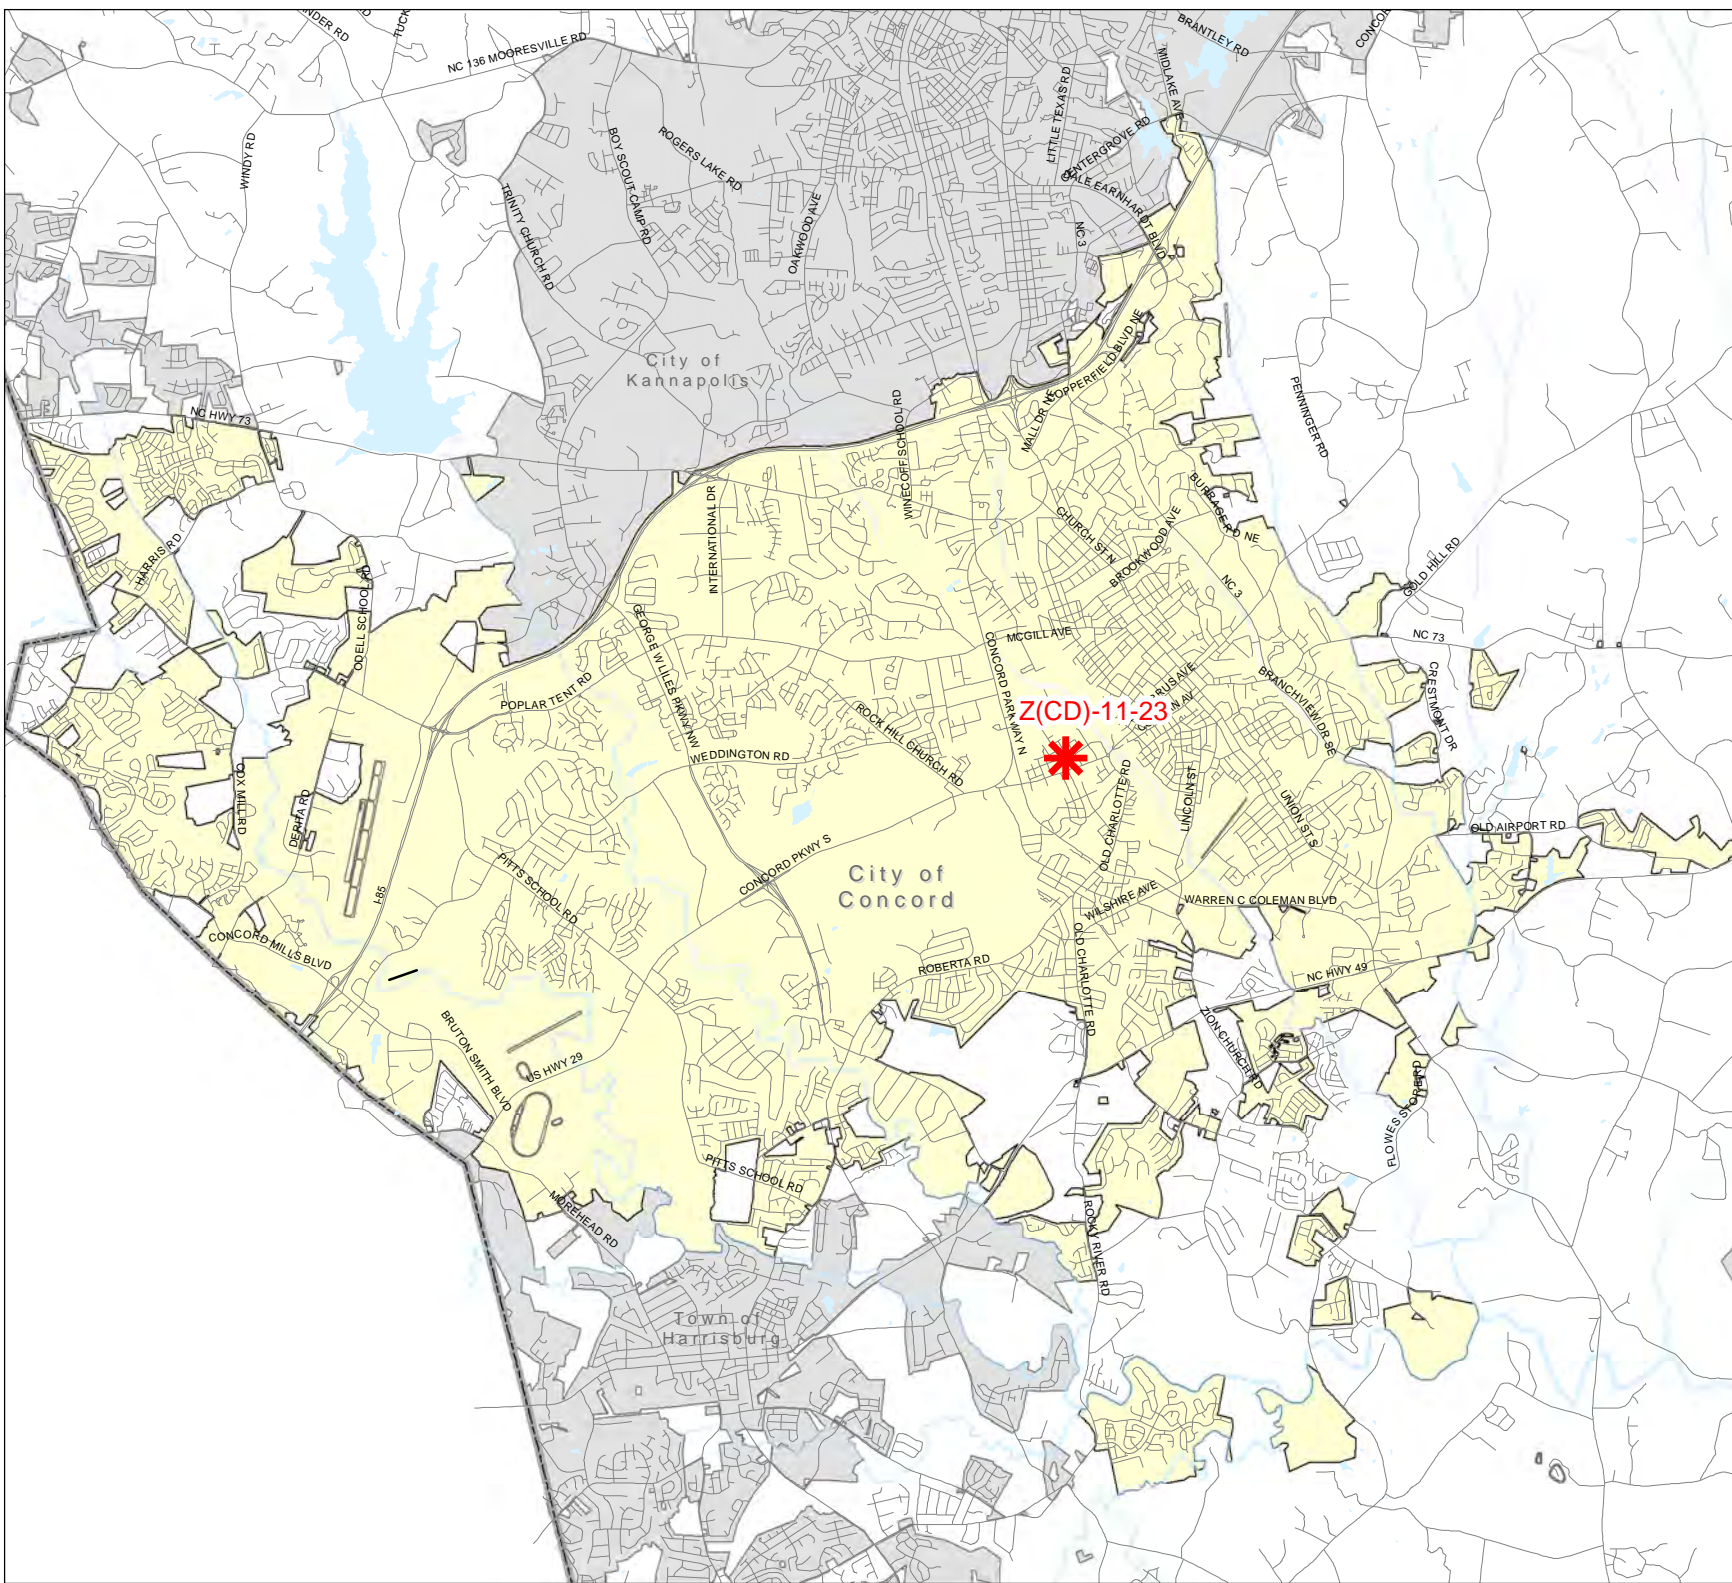 BRANTLEY RD
NC 136 MOORESVILLE RD
MIDLAKE AVE
LITTLE TEXAS RD
WINDY RD
BOY SCOUT CAMP RD
ROGERS LAKE RD
TRINITY CHURCH RD
OAKWOOD AVE
DALE EARNHARDT BLVD
NC 3
City of
Kannapolis
COPPERFIELD BLVD NE
MALL DR NE
PENNINGER RD
NC HWY 73
WINECOFF SCHOOL RD
INTERNATIONAL DR
BURRAGE RD NE
CHURCH ST N
BROOKWOOD AVE
GOLD HILL RD
HARRIS RD
ODELL SCHOOL RD
NC 3
NC 73
GEORGE W LILES PKWY NW
MCGILL AVE
CONCORD PARKWAY N
CRESTMONT DR
BRANCHVIEW DR SE
POPLAR TENT RD
ROCK HILL CHURCH RD
Z(CD)-11-23
WEDDINGTON RD
COX MILL RD
DERITA RD
LINCOLN ST
OLD CHARLOTTE RD
UNION ST S
OLD AIRPORT RD
PITTS SCHOOL RD
CONCORD PKWY S
I-85
City of
Concord
WILSHIRE AVE
WARREN C COLEMAN BLVD
CONCORD MILLS BLVD
ROBERTA RD
OLD CHARLOTTE RD
NC HWY 49
ZION CHURCH RD
BRUTON SMITH BLVD
US HWY 29
FLOWES STORE RD
PITTS SCHOOL RD
MOREHEAD RD
ROCKY RIVER RD
Town of
Harrisburg